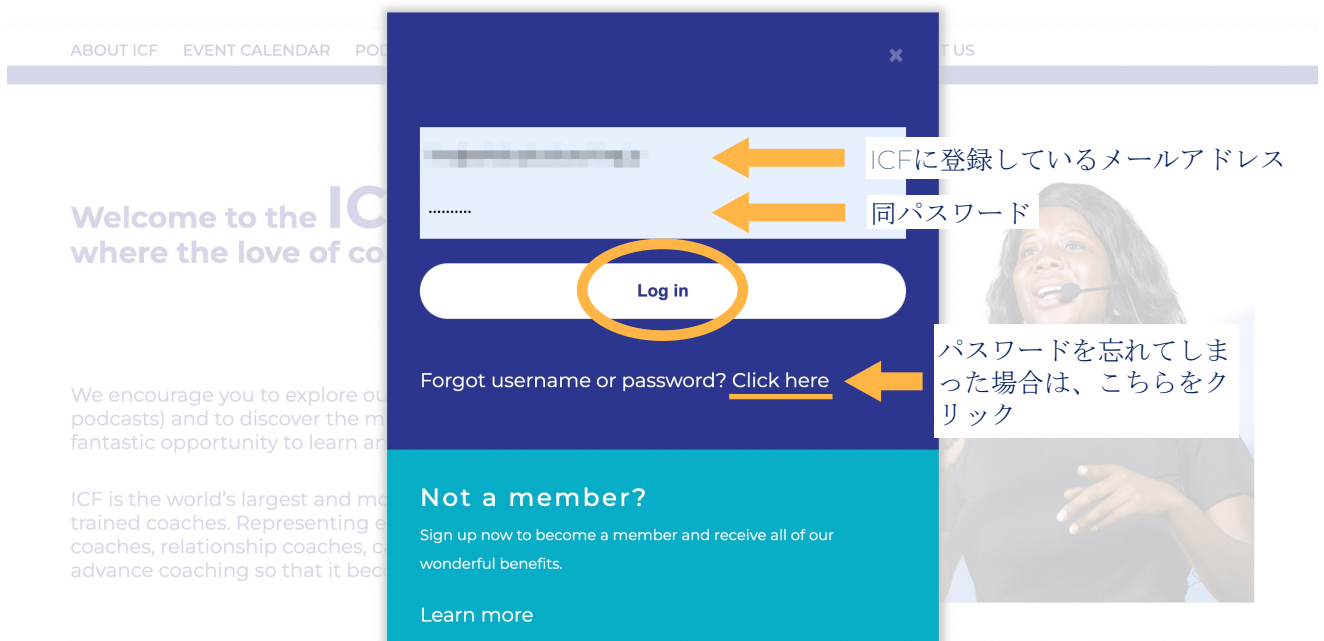 ABOUT ICF EVENT CALENDAR
T US
×
ICFに登録しているメールアドレス
..........
同パスワード
Welcome to the IC
where the love of co
Log in
Forgot username or password? Click here
パスワードを忘れてしま
った場合は、こちらをク
リック
We encourage you to explore ou
podcasts) and to discover the m
fantastic opportunity to learn an
ICF is the world's largest and mo
trained coaches. Representing e
coaches, relationship coaches, c
advance coaching so that it bec
Not a member?
Sign up now to become a member and receive all of our
wonderful benefits.
Learn more